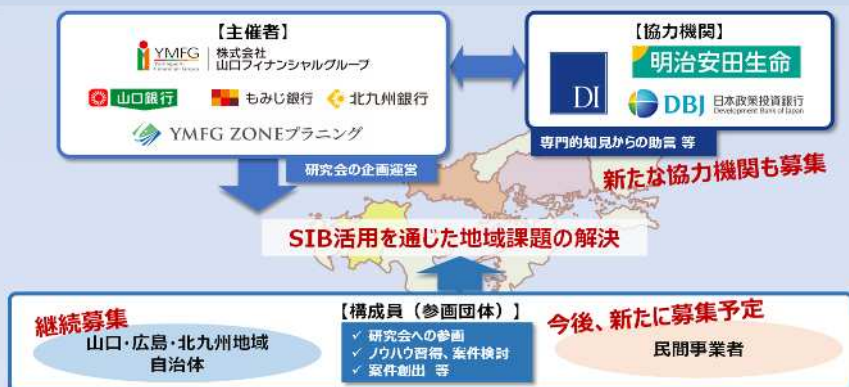 【主催者】
YMFG
株式会社
山口フィナンシャルグループ
山口銀行
もみじ銀行
北九州銀行
YMFG ZONEプラニング
研究会の企画運営
【協力機関】
DI
明治安田生命
DBJ 日本政策投資銀行
Development Bank of Japan
専門的知見からの助言 等
新たな協力機関も募集
SIB活用を通じた地域課題の解決
【構成員（参画団体）】
継続募集
山口・広島・北九州地域
自治体
✓ 研究会への参画
✓ ノウハウ習得、案件検討
✓ 案件創出 等
今後、新たに募集予定
民間事業者